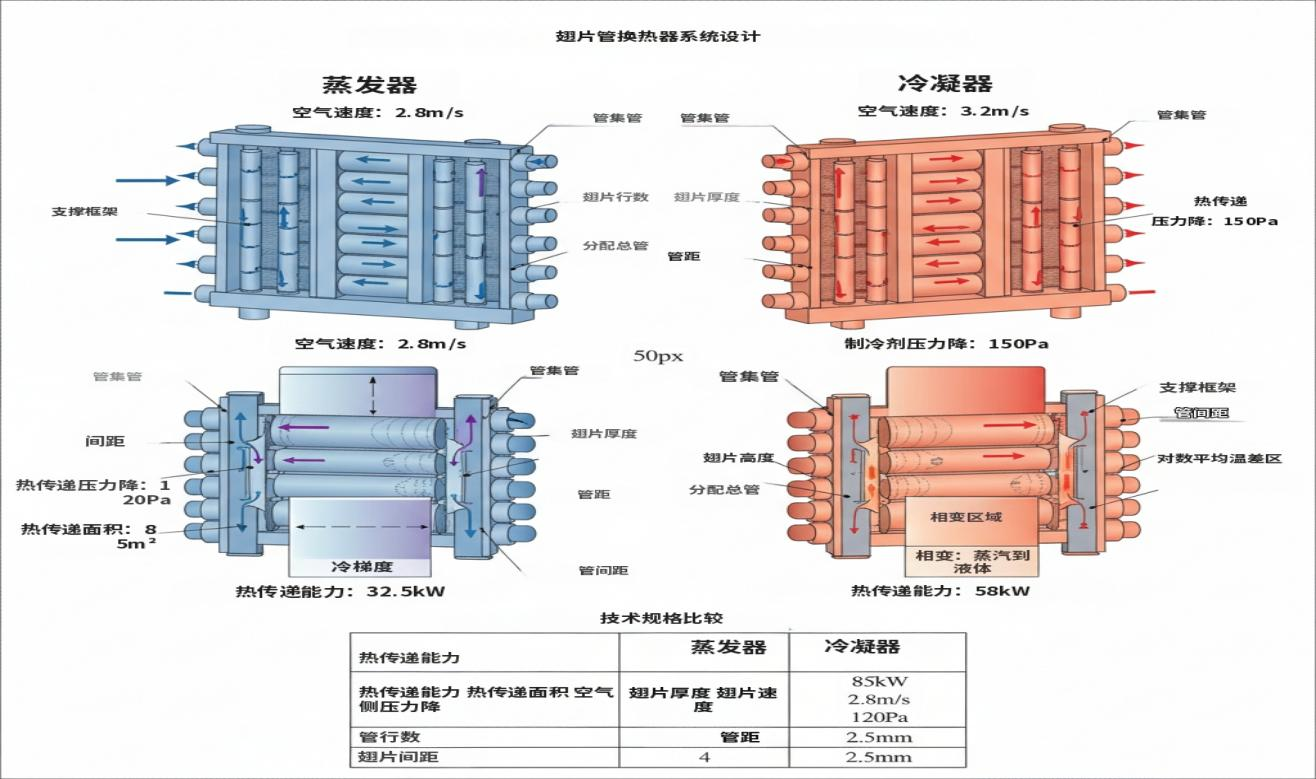 翅片管换热器系统设计
蒸发器
空气速度：2.8m/s
冷凝器
空气速度：3.2m/s
管集管
管集管
管集管
支撑框架
翅片行数
翅片厚度
热传递
压力降：150Pa
分配总管
管距
空气速度：2.8m/s
制冷剂压力降：150Pa
50px
管集管
管集管
管集管
支撑框架
管间距
间距
翅片厚度
翅片高度
对数平均温差区
热传递压力降：1
20Pa
管距
分配总管
热传递面积：8
5m²
相变区域
冷梯度
管间距
相变：蒸汽到
液体
热传递能力：32.5kW
热传递能力：58kW
技术规格比较
热传递能力
蒸发器
冷凝器
热传递能力 热传递面积 空气
侧压力降
翅片厚度 翅片速
度
85kW
2.8m/s
120Pa
管行数
管距
2.5mm
翅片间距
4
2.5mm